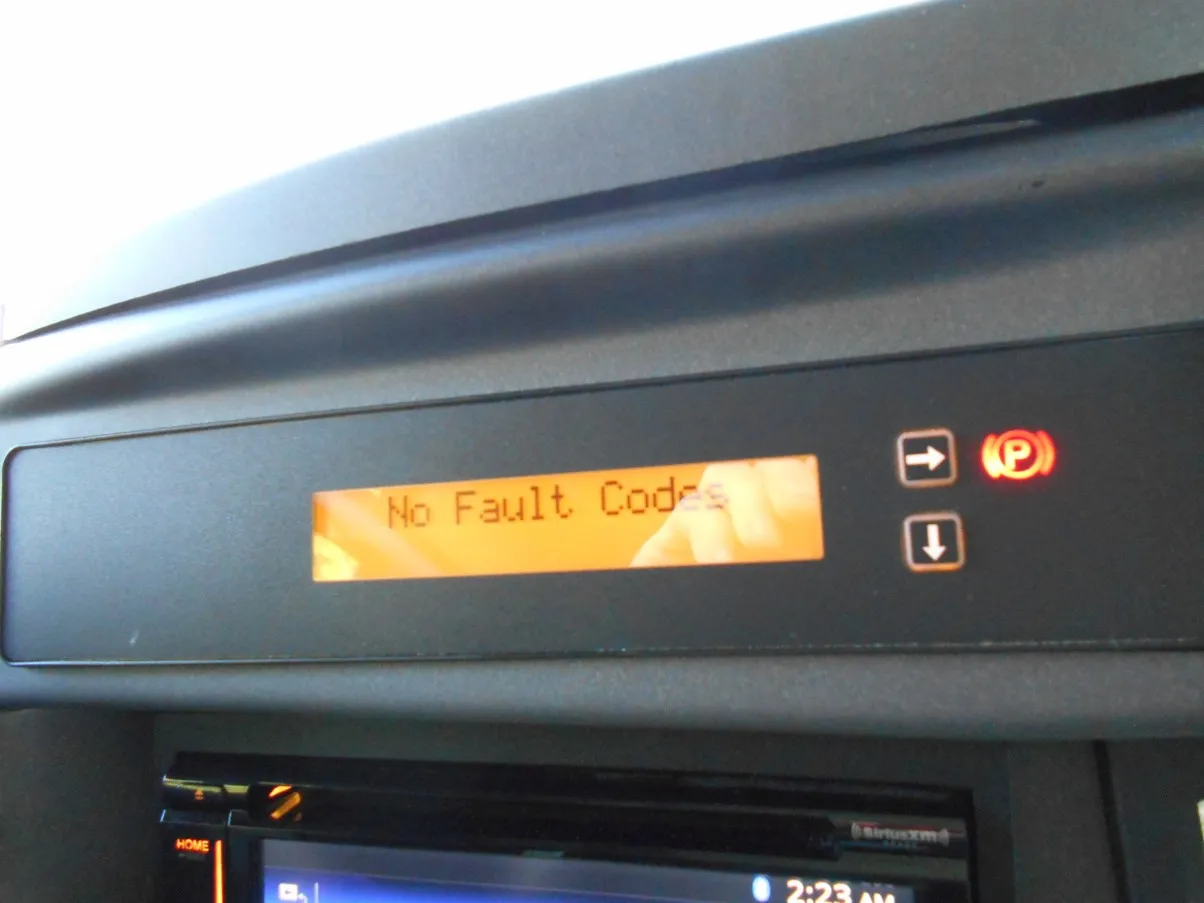 No Fault Codes
P
HOME
SiriusXM
2:23 AM